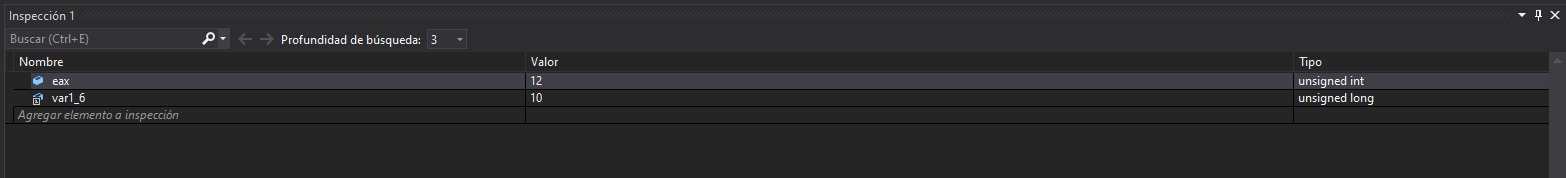 Inspección 1
Buscar (Ctrl+E) Profundidad de búsqueda: 3
Nombre Valor Tipo
eax 12 unsigned int
var1_6 10 unsigned long
Agregar elemento a inspección